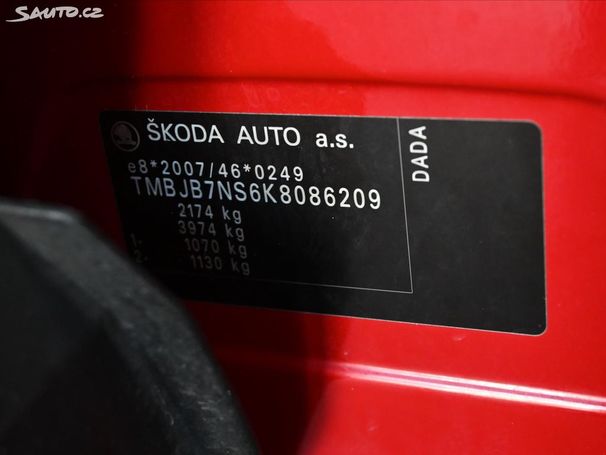 Sauto.cz
ŠKODA AUTO a.s.
e8*2007/46*0249
TMBJB7NS6K8086209
2174 kg
3974 kg
1. 1070 kg
2. 1130 kg
DADA